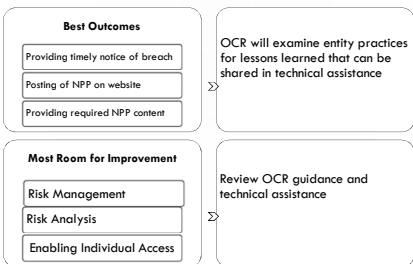 Best Outcomes
Providing timely notice of breach
Posting of NPP on website
Providing required NPP content
OCR will examine entity practices
for lessons learned that can be
shared in technical assistance
Most Room for Improvement
Risk Management
Risk Analysis
Enabling Individual Access
Review OCR guidance and
technical assistance